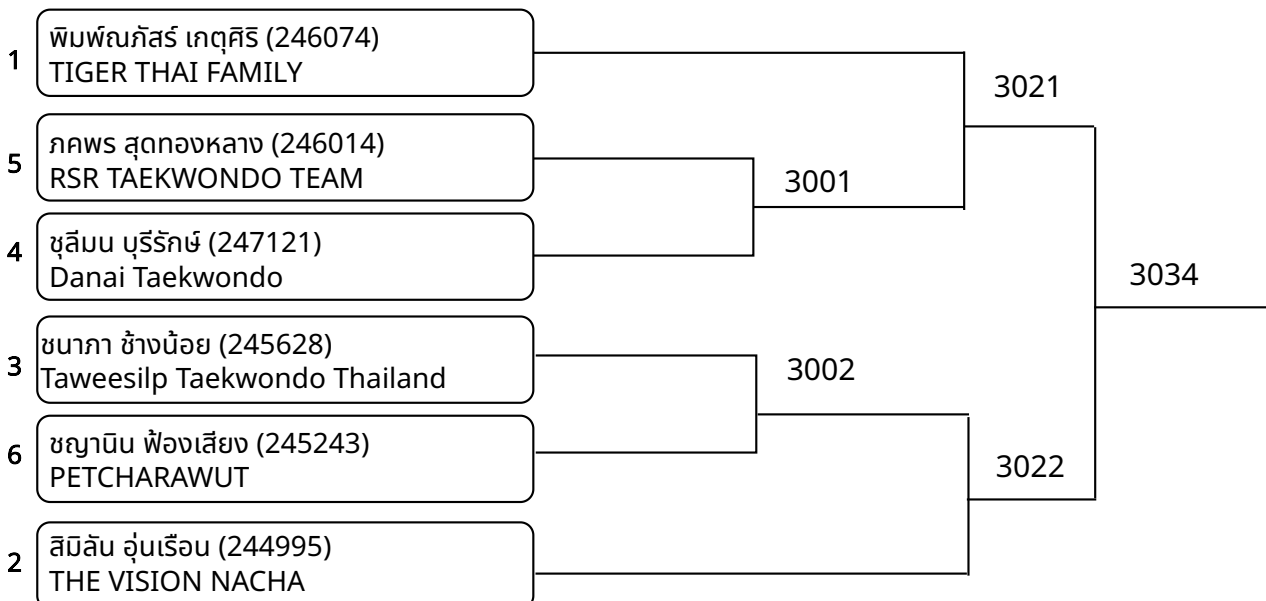 1
พิมพ์ณภัสร์ เกตุศิริ (246074)
TIGER THAI FAMILY
3021
5
ภคพร สุดทองหลาง (246014)
RSR TAEKWONDO TEAM
3001
4
ชุลีมน บุรีรักษ์ (247121)
Danai Taekwondo
3034
3
ชนาภา ช้างน้อย (245628)
Taweesilp Taekwondo Thailand
3002
6
ชญานิน ฟ้องเสียง (245243)
PETCHARAWUT
3022
2
สิมิลัน อุ่นเรือน (244995)
THE VISION NACHA